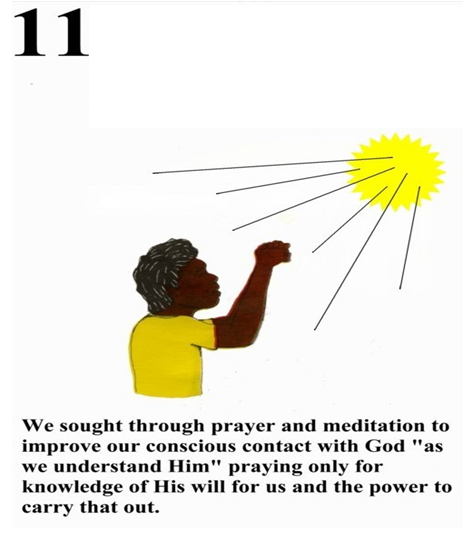 11
We sought through prayer and meditation to
improve our conscious contact with God "as
we understand Him" praying only for
knowledge of His will for us and the power to
carry that out.